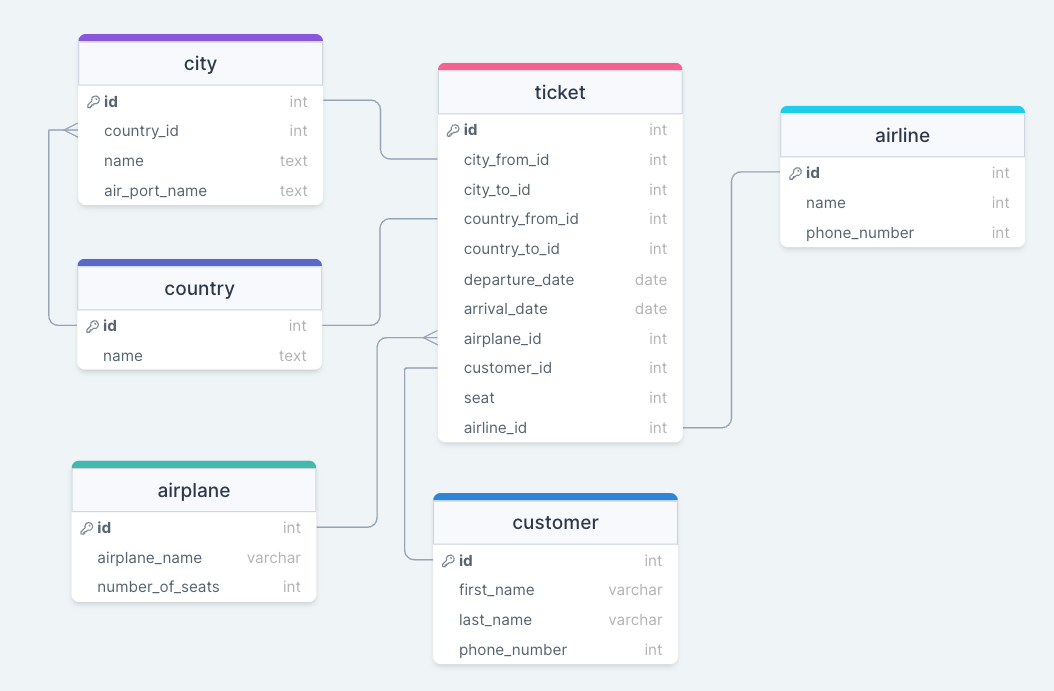 city
id int
country_id int
name text
air_port_name text
country
id int
name text
airplane
id int
airplane_name varchar
number_of_seats int
ticket
id int
city_from_id int
city_to_id int
country_from_id int
country_to_id int
departure_date date
arrival_date date
airplane_id int
customer_id int
seat int
airline_id int
customer
id int
first_name varchar
last_name varchar
phone_number int
airline
id int
name int
phone_number int